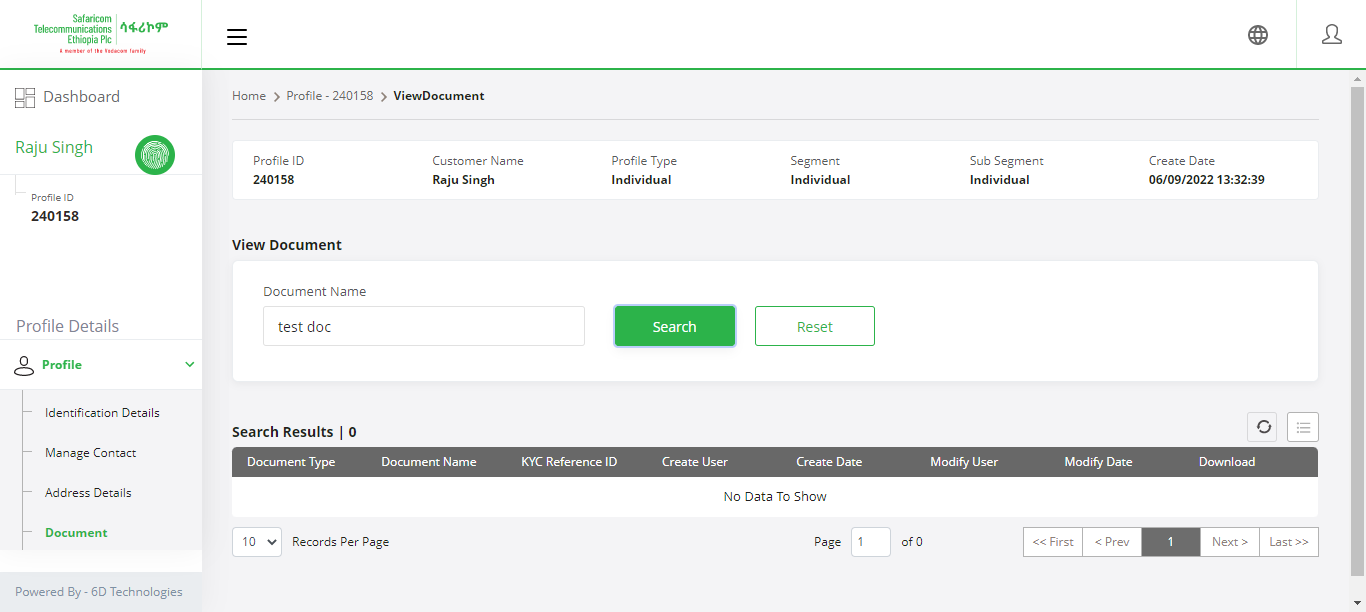 Safaricom
Telecommunications
Ethiopia Plc
ሳፋሪኮም
A member of the Vodacom family
Dashboard
Raju Singh
Profile ID
240158
Profile Details
Profile
Identification Details
Manage Contact
Address Details
Document
Powered By - 6D Technologies
Home > Profile - 240158 > ViewDocument
Profile ID Customer Name Profile Type Segment Sub Segment Create Date
240158 Raju Singh Individual Individual Individual 06/09/2022 13:32:39
View Document
Document Name
test doc Search Reset
Search Results | 0
Document Type Document Name KYC Reference ID Create User Create Date Modify User Modify Date Download
No Data To Show
10 Records Per Page Page 1 of 0 << First < Prev 1 Next > Last >>